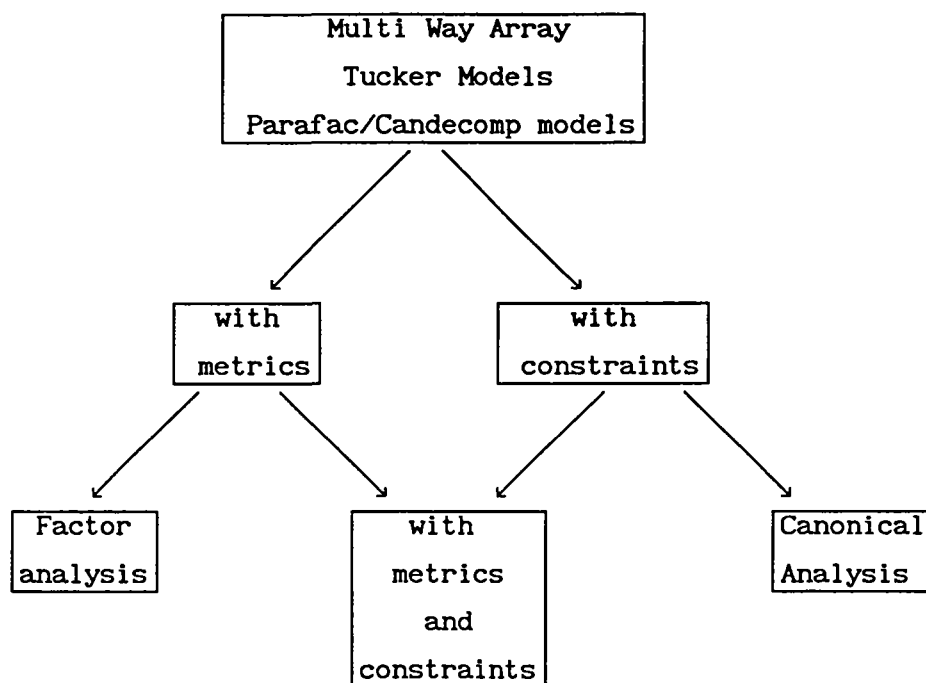 Multi Way Array
Tucker Models
Parafac/Candecomp models
with
metrics
with
constraints
Factor
analysis
with
metrics
and
constraints
Canonical
Analysis